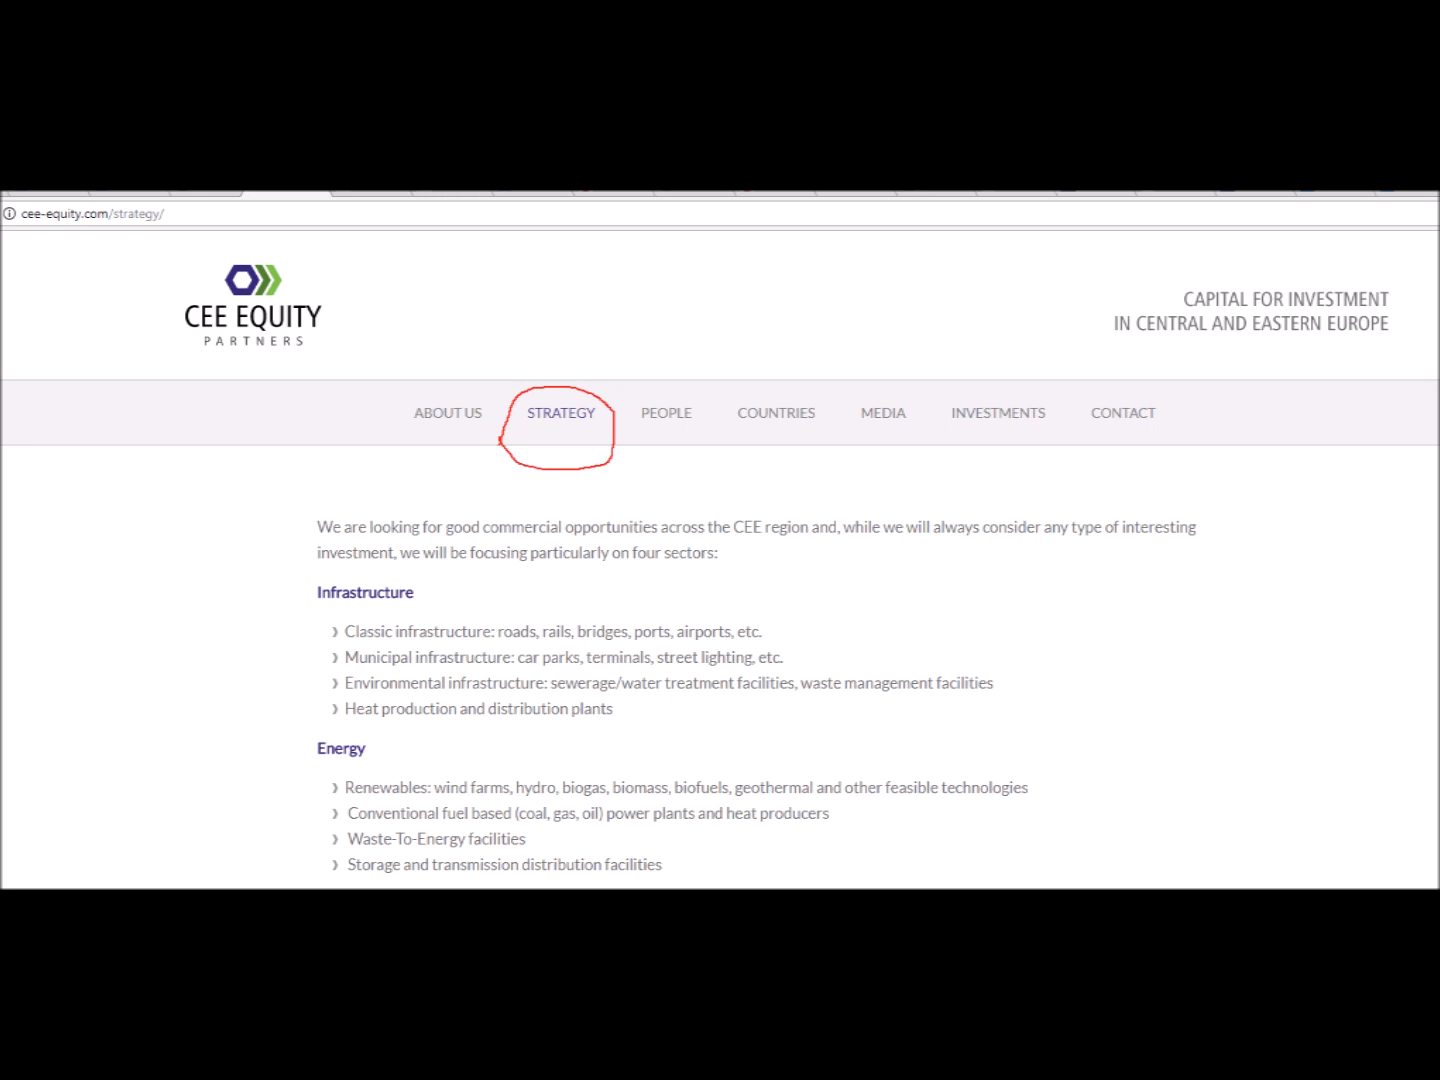 cee-equity.com/strategy/
CEE EQUITY
PARTNERS
CAPITAL FOR INVESTMENT
IN CENTRAL AND EASTERN EUROPE
ABOUT US STRATEGY PEOPLE COUNTRIES MEDIA INVESTMENTS CONTACT
We are looking for good commercial opportunities across the CEE region and, while we will always consider any type of interesting
investment, we will be focusing particularly on four sectors:
Infrastructure
Classic infrastructure: roads, rails, bridges, ports, airports, etc.
Municipal infrastructure: car parks, terminals, street lighting, etc.
Environmental infrastructure: sewerage/water treatment facilities, waste management facilities
Heat production and distribution plants
Energy
Renewables: wind farms, hydro, biogas, biomass, biofuels, geothermal and other feasible technologies
Conventional fuel based (coal, gas, oil) power plants and heat producers
Waste-To-Energy facilities
Storage and transmission distribution facilities